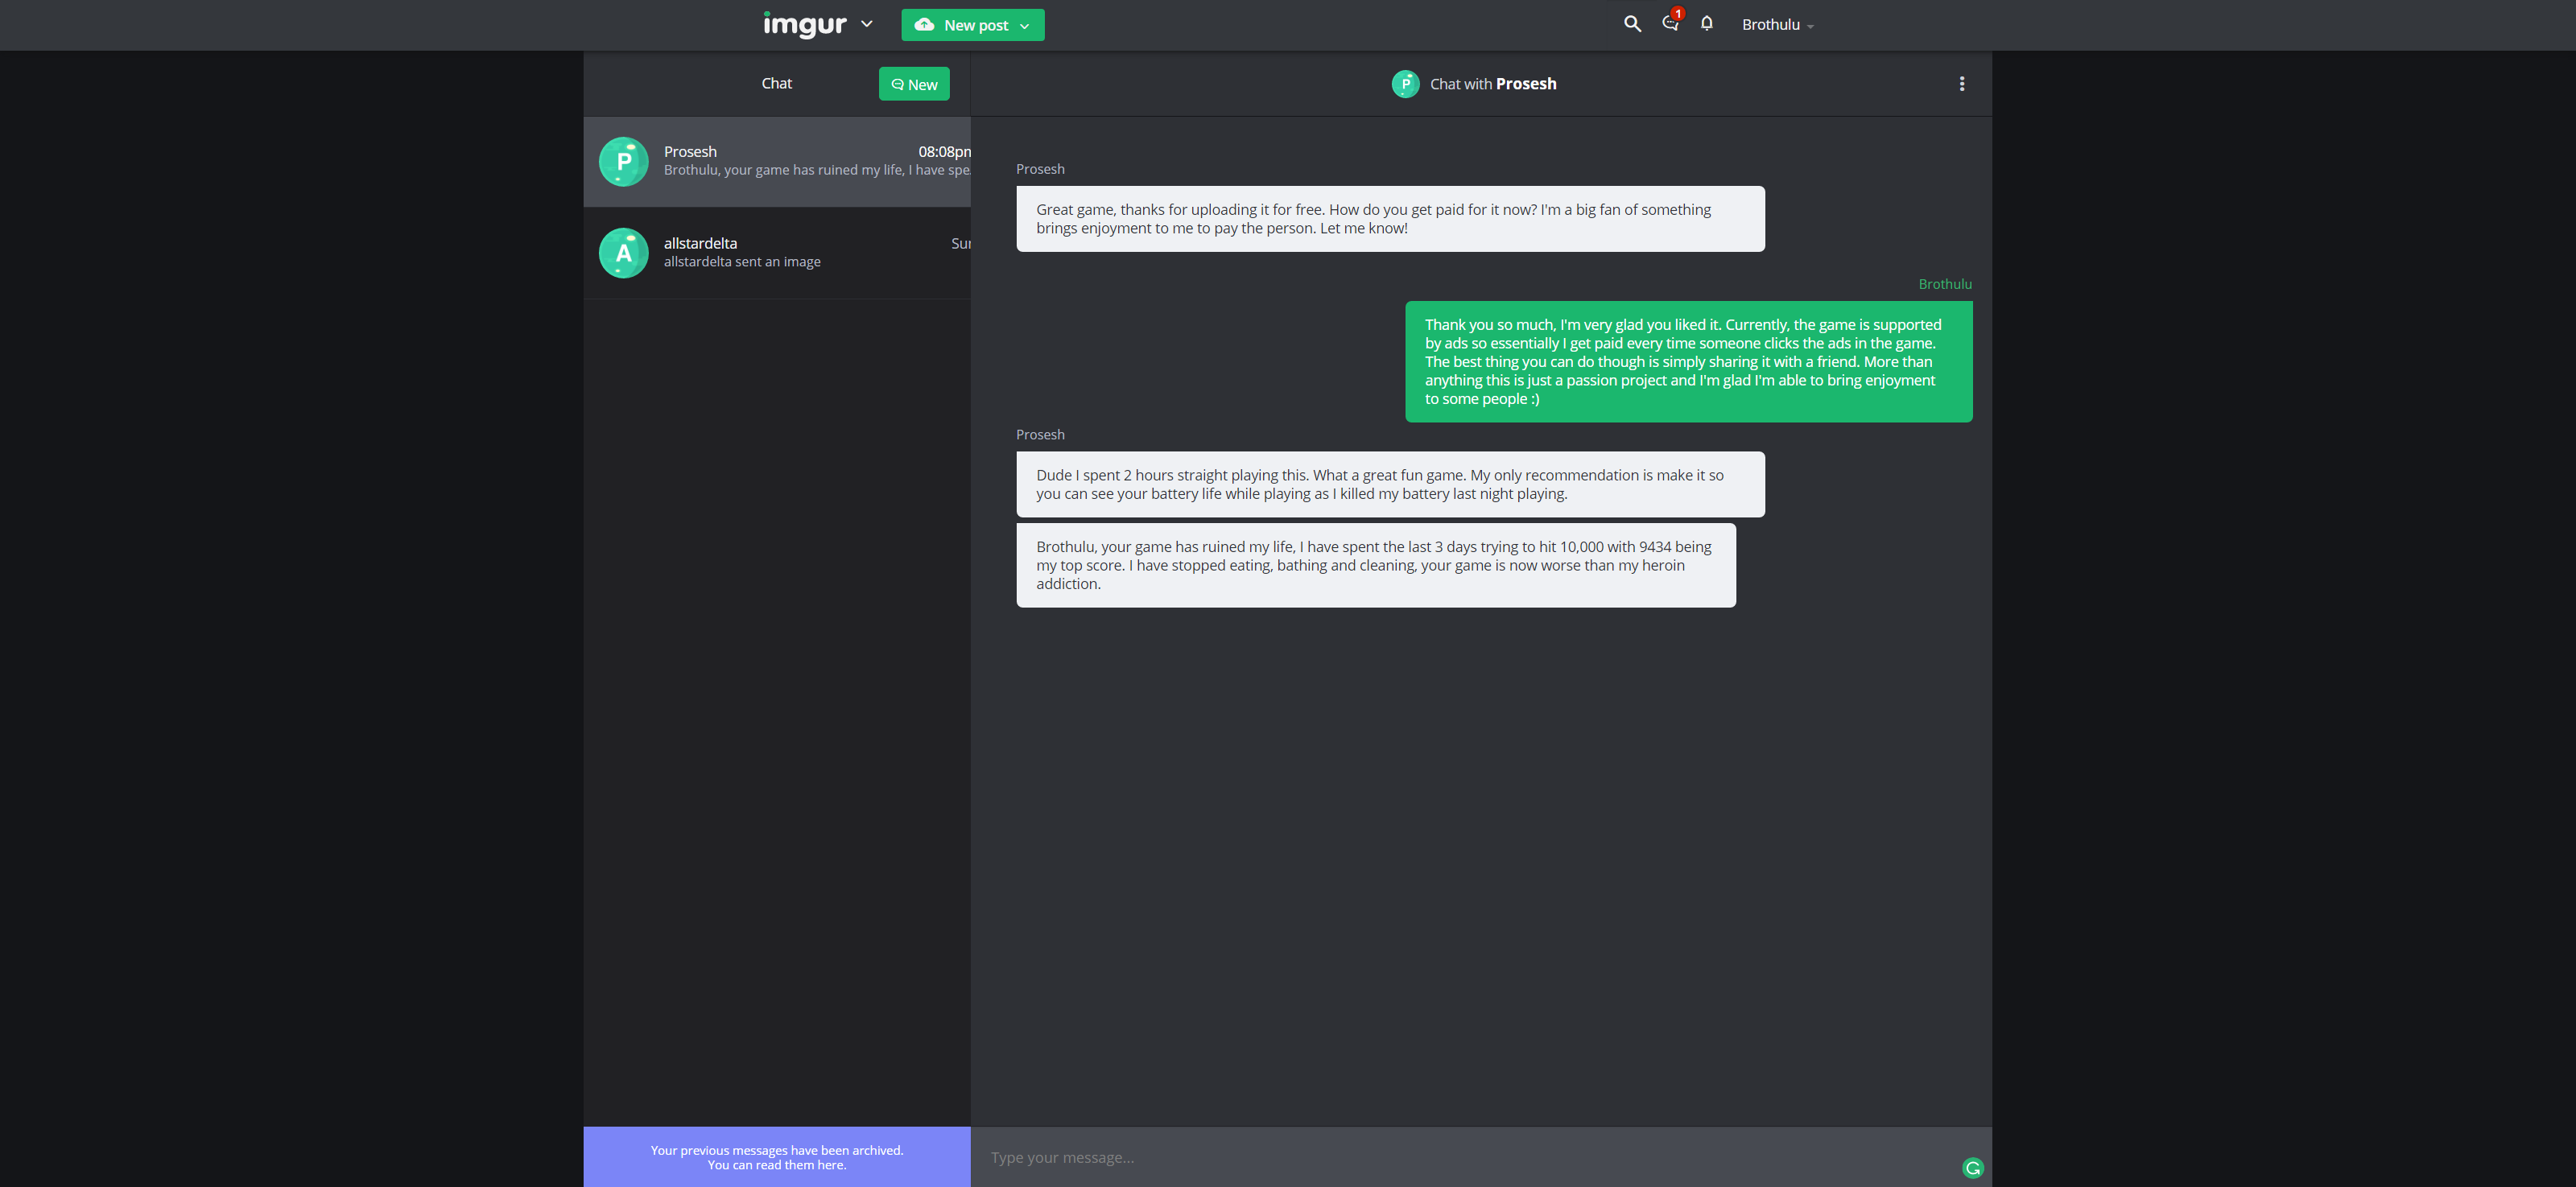 imgur
New post
1
Brothulu
Chat
New
Chat with Prosesh
P
Prosesh
08:08pm
Brothulu, your game has ruined my life, I have spe
A
allstardelta
Sun
allstardelta sent an image
P
Prosesh
Great game, thanks for uploading it for free. How do you get paid for it now? I'm a big fan of something
brings enjoyment to me to pay the person. Let me know!
Brothulu
Thank you so much, I'm very glad you liked it. Currently, the game is supported
by ads so essentially I get paid every time someone clicks the ads in the game.
The best thing you can do though is simply sharing it with a friend. More than
anything this is just a passion project and I'm glad I'm able to bring enjoyment
to some people :)
Prosesh
Dude I spent 2 hours straight playing this. What a great fun game. My only recommendation is make it so
you can see your battery life while playing as I killed my battery last night playing.
Brothulu, your game has ruined my life, I have spent the last 3 days trying to hit 10,000 with 9434 being
my top score. I have stopped eating, bathing and cleaning, your game is now worse than my heroin
addiction.
Your previous messages have been archived.
You can read them here.
Type your message...